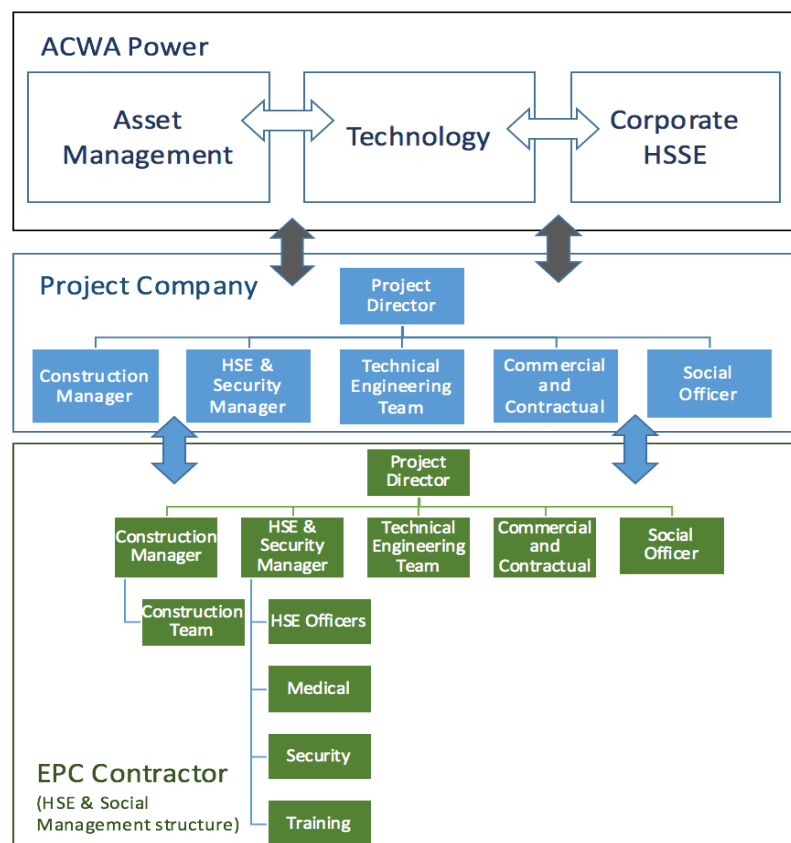 ACWA Power
Asset
Management
Technology
Corporate
HSSE
Project Company
Project
Director
Construction
Manager
HSE &
Security
Manager
Technical
Engineering
Team
Commercial
and
Contractual
Social
Officer
Project
Director
Construction
Manager
HSE &
Security
Manager
Technical
Engineering
Team
Commercial
and
Contractual
Social
Officer
Construction
Team
HSE Officers
Medical
Security
Training
EPC Contractor
(HSE & Social
Management structure)